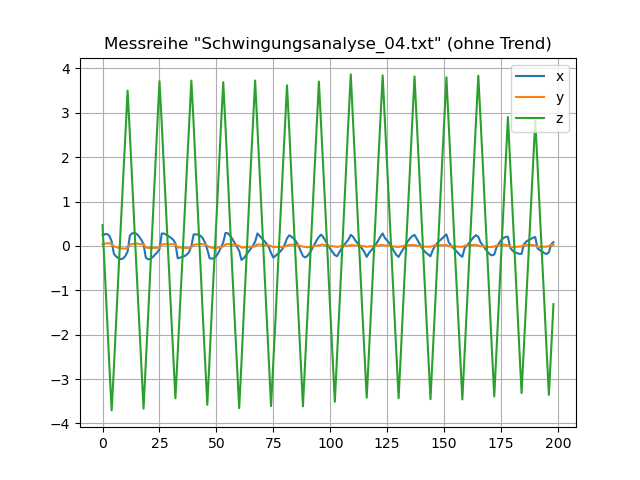 Messreihe "Schwingungsanalyse_04.txt" (ohne Trend)
x
y
z
4
3
2
1
0
−1
−2
−3
−4
0 25 50 75 100 125 150 175 200